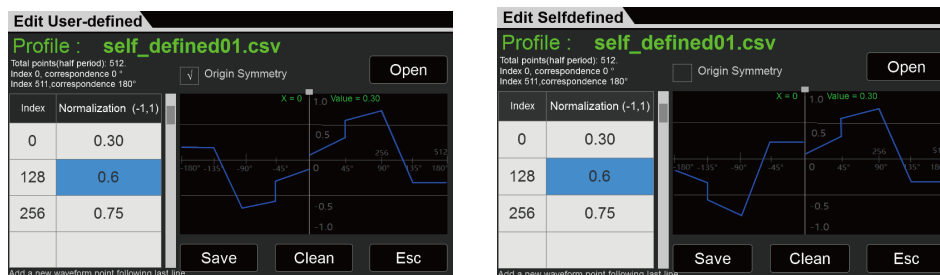 Edit User-defined
Profile : self_defined01.csv
Total points(half period): 512.
Index 0, correspondence 0 °
Index 511,correspondence 180°
√ Origin Symmetry
Open
Index Normalization (-1,1)
0 0.30
128 0.6
256 0.75
X = 0 1.0 Value = 0.30
0.5
256 512
-180° -135° -90° -45° 0 45° 90° 135° 180°
-0.5
-1.0
Save Clean Esc
Add a new waveform point following last line
Edit Selfdefined
Profile : self_defined01.csv
Total points(half period): 512.
Index 0, correspondence 0 °
Index 511,correspondence 180°
Origin Symmetry
Open
Index Normalization (-1,1)
0 0.30
128 0.6
256 0.75
X = 0 1.0 Value = 0.30
0.5
256 51
-180° -135° -90° -45° 0 45° 90° 135° 18
-0.5
-1.0
Save Clean Esc
Add a new waveform point following last line